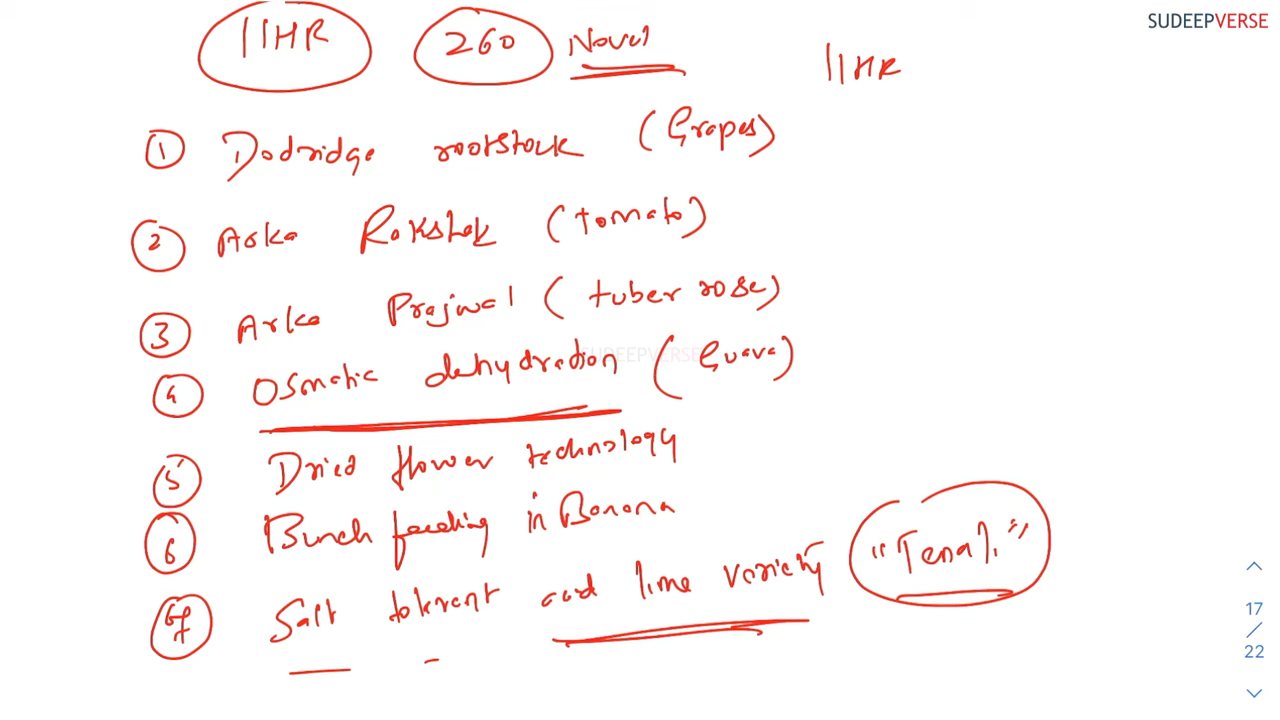 SUDEEPVERSE
IIHR 260 Novel IIHR
1 Dodridge rootstock (Grapes)
2 Arka Rakshak (tomato)
3 Arka Prajwal (tuber rose)
4 Osmotic dehydration (Guava)
SUDEEPVERSE
5 Dried flower technology
6 Bunch feeding in Banana
7 Salt tolerant acid lime variety "Tenali"
17
/
22